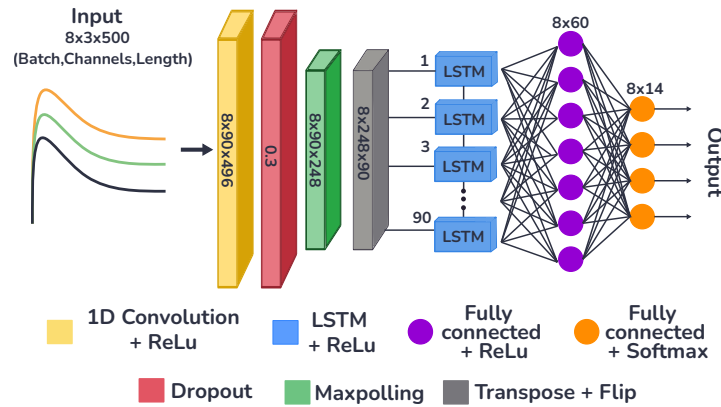 Input
8x3x500
(Batch,Channels,Length)
8x90x496
0.3
8x90x248
8x248x90
1
LSTM
2
LSTM
3
LSTM
90
LSTM
8x60
8x14
Output
1D Convolution
+ ReLu
LSTM
+ ReLu
Fully
connected
+ ReLu
Fully
connected
+ Softmax
Dropout
Maxpolling
Transpose + Flip